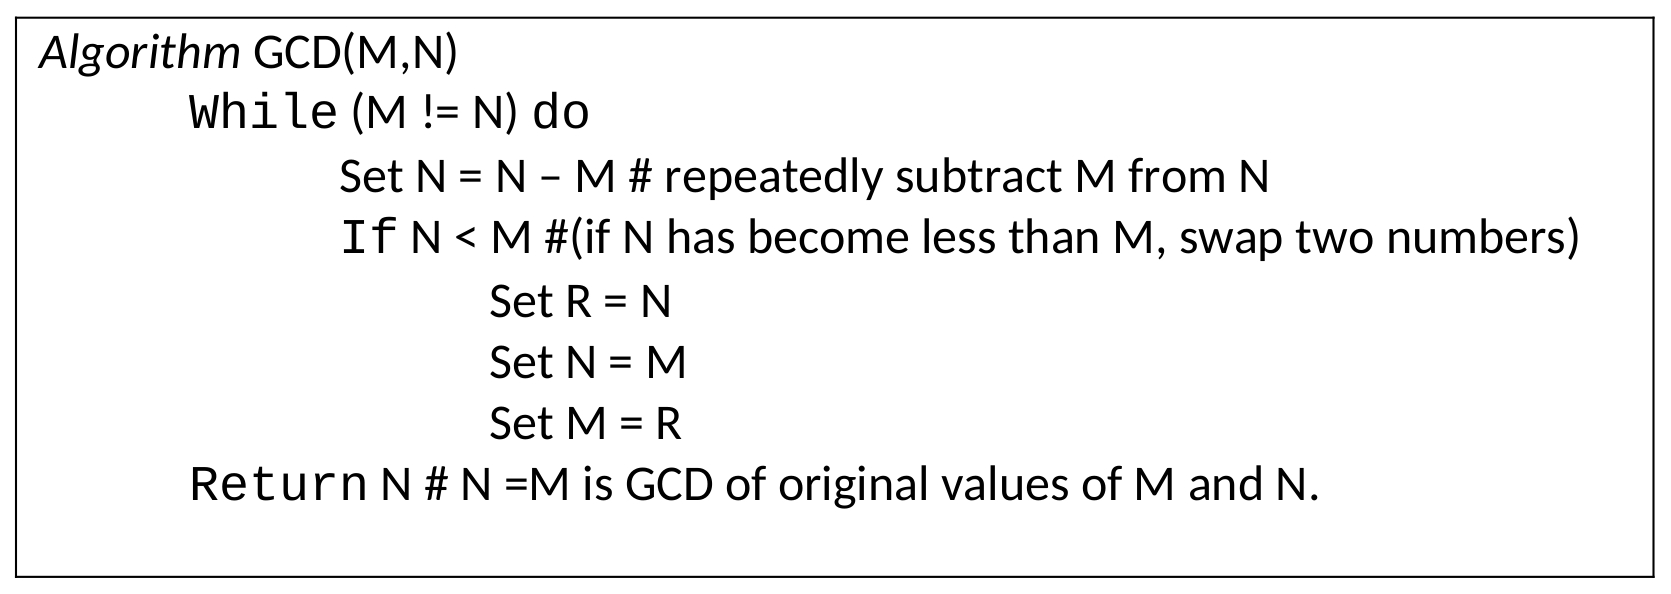 Algorithm GCD(M,N)
While (M != N) do
Set N = N – M # repeatedly subtract M from N
If N < M #(if N has become less than M, swap two numbers)
Set R = N
Set N = M
Set M = R
Return N # N =M is GCD of original values of M and N.